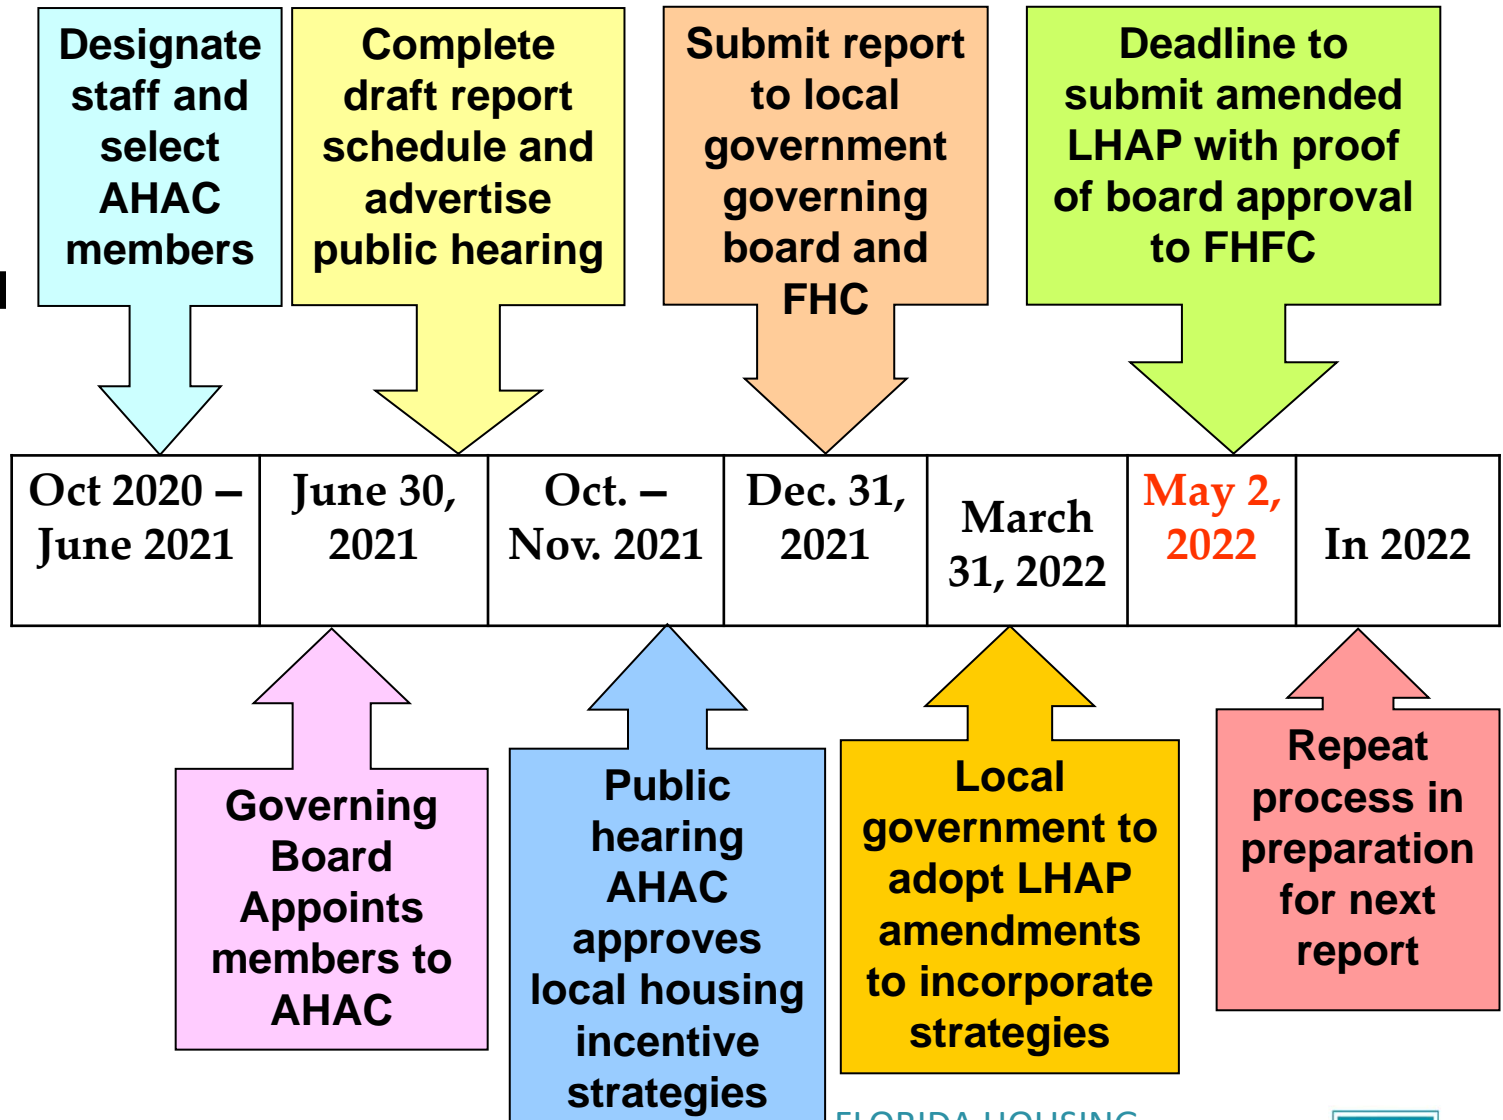 Designate
staff and
select
AHAC
members
Complete
draft report
schedule and
advertise
public hearing
Submit report
to local
government
governing
board and
FHC
Deadline to
submit amended
LHAP with proof
of board approval
to FHFC
Oct 2020 –
June 2021
June 30,
2021
Oct. –
Nov. 2021
Dec. 31,
2021
March
31, 2022
May 2,
2022
In 2022
Governing
Board
Appoints
members to
AHAC
Public
hearing
AHAC
approves
local housing
incentive
strategies
Local
government to
adopt LHAP
amendments
to incorporate
strategies
Repeat
process in
preparation
for next
report
FLORIDA HOUSING